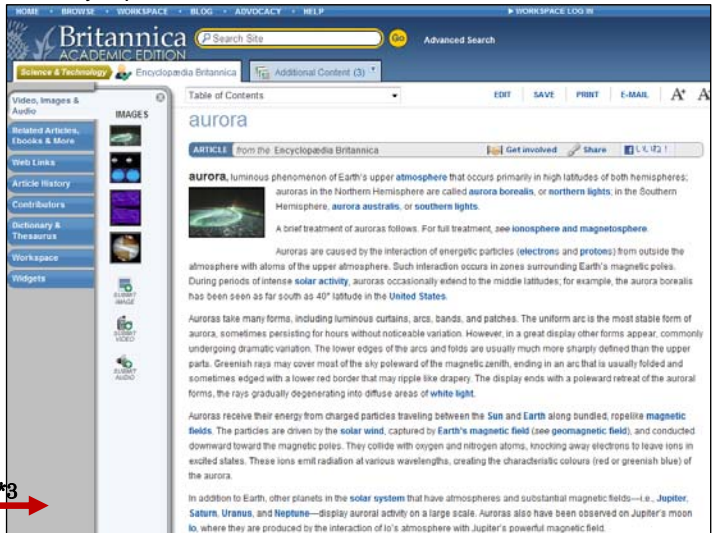 HOME • BROWSE • WORKSPACE • BLOG • ADVOCACY • HELP ▶ WORKSPACE LOG IN
Britannica
ACADEMIC EDITION
Search Site Go Advanced Search
Science & Technology Encyclopædia Britannica Additional Content (3)
Table of Contents EDIT SAVE PRINT E-MAIL A+ A
Video, Images & Audio
Related Articles, Ebooks & More
Web Links
Article History
Contributors
Dictionary & Thesaurus
Workspace
Widgets
IMAGES
SUBMIT IMAGE
SUBMIT VIDEO
SUBMIT AUDIO
aurora
ARTICLE from the Encyclopædia Britannica Get involved Share いいね!
aurora, luminous phenomenon of Earth's upper atmosphere that occurs primarily in high latitudes of both hemispheres;
auroras in the Northern Hemisphere are called aurora borealis, or northern lights; in the Southern
Hemisphere, aurora australis, or southern lights.
A brief treatment of auroras follows. For full treatment, see ionosphere and magnetosphere.
Auroras are caused by the interaction of energetic particles (electrons and protons) from outside the
atmosphere with atoms of the upper atmosphere. Such interaction occurs in zones surrounding Earth's magnetic poles.
During periods of intense solar activity, auroras occasionally extend to the middle latitudes; for example, the aurora borealis
has been seen as far south as 40° latitude in the United States.
Auroras take many forms, including luminous curtains, arcs, bands, and patches. The uniform arc is the most stable form of
aurora, sometimes persisting for hours without noticeable variation. However, in a great display other forms appear, commonly
undergoing dramatic variation. The lower edges of the arcs and folds are usually much more sharply defined than the upper
parts. Greenish rays may cover most of the sky poleward of the magnetic zenith, ending in an arc that is usually folded and
sometimes edged with a lower red border that may ripple like drapery. The display ends with a poleward retreat of the auroral
forms, the rays gradually degenerating into diffuse areas of white light.
Auroras receive their energy from charged particles traveling between the Sun and Earth along bundled, ropelike magnetic
fields. The particles are driven by the solar wind, captured by Earth's magnetic field (see geomagnetic field), and conducted
downward toward the magnetic poles. They collide with oxygen and nitrogen atoms, knocking away electrons to leave ions in
excited states. These ions emit radiation at various wavelengths, creating the characteristic colours (red or greenish blue) of
the aurora.
*3
In addition to Earth, other planets in the solar system that have atmospheres and substantial magnetic fields—i.e., Jupiter,
Saturn, Uranus, and Neptune—display auroral activity on a large scale. Auroras also have been observed on Jupiter's moon
Io, where they are produced by the interaction of Io's atmosphere with Jupiter's powerful magnetic field.